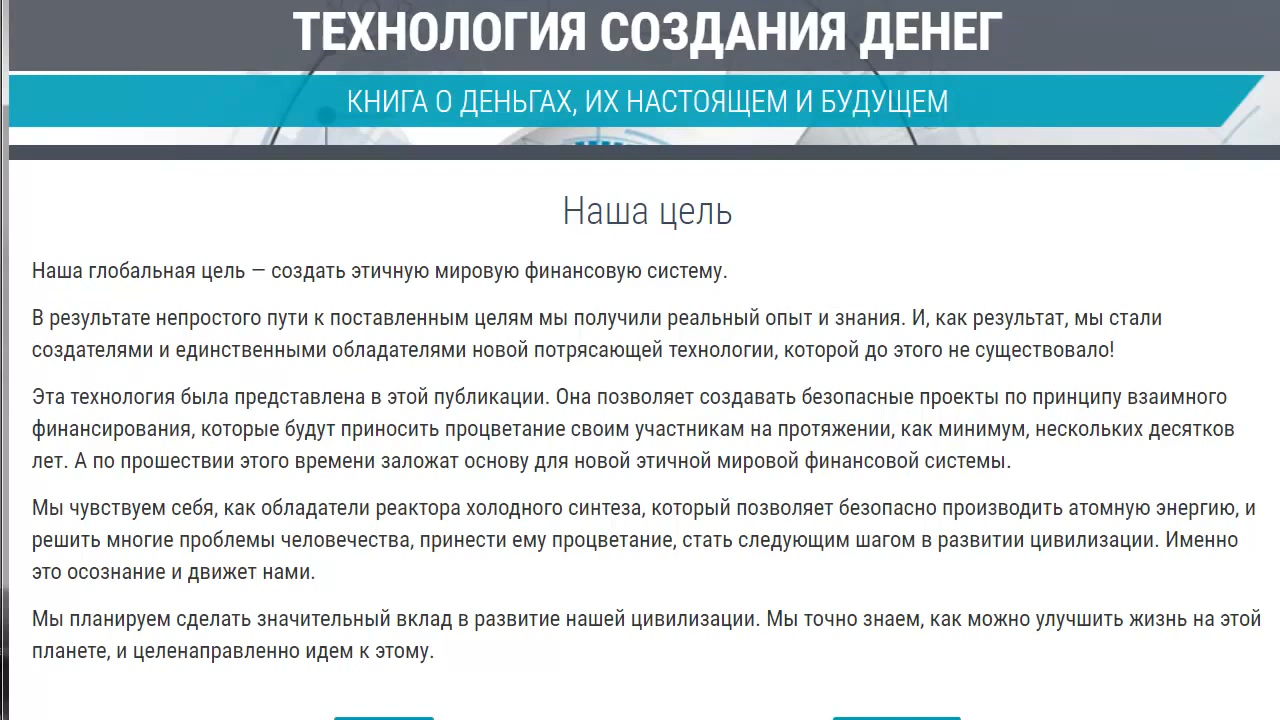 ТЕХНОЛОГИЯ СОЗДАНИЯ ДЕНЕГ
КНИГА О ДЕНЬГАХ, ИХ НАСТОЯЩЕМ И БУДУЩЕМ
Наша цель
Наша глобальная цель — создать этичную мировую финансовую систему.
В результате непростого пути к поставленным целям мы получили реальный опыт и знания. И, как результат, мы стали
создателями и единственными обладателями новой потрясающей технологии, которой до этого не существовало!
Эта технология была представлена в этой публикации. Она позволяет создавать безопасные проекты по принципу взаимного
финансирования, которые будут приносить процветание своим участникам на протяжении, как минимум, нескольких десятков
лет. А по прошествии этого времени заложат основу для новой этичной мировой финансовой системы.
Мы чувствуем себя, как обладатели реактора холодного синтеза, который позволяет безопасно производить атомную энергию, и
решить многие проблемы человечества, принести ему процветание, стать следующим шагом в развитии цивилизации. Именно
это осознание и движет нами.
Мы планируем сделать значительный вклад в развитие нашей цивилизации. Мы точно знаем, как можно улучшить жизнь на этой
планете, и целенаправленно идем к этому.